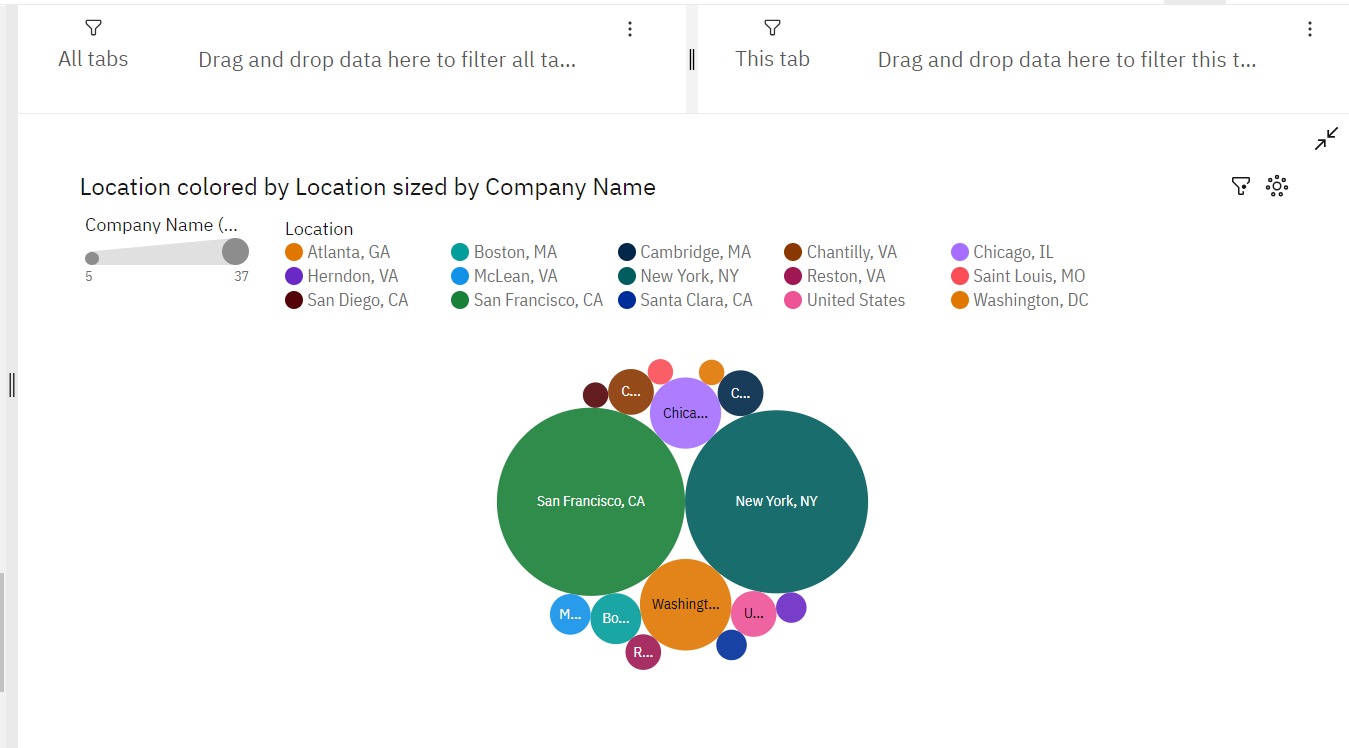 All tabs
Drag and drop data here to filter all ta...
This tab
Drag and drop data here to filter this t...
Location colored by Location sized by Company Name
Company Name (...
5
37
Location
Atlanta, GA
Boston, MA
Cambridge, MA
Chantilly, VA
Chicago, IL
Herndon, VA
McLean, VA
New York, NY
Reston, VA
Saint Louis, MO
San Diego, CA
San Francisco, CA
Santa Clara, CA
United States
Washington, DC
C...
C...
Chica...
San Francisco, CA
New York, NY
Washingt...
M...
Bo...
U...
R...